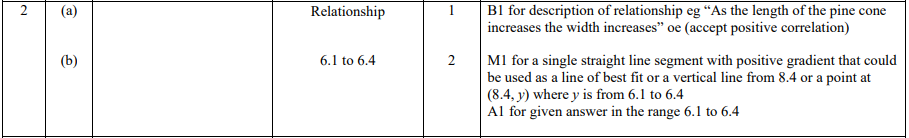 2 (a) Relationship 1 B1 for description of relationship eg “As the length of the pine cone
increases the width increases” oe (accept positive correlation)
(b) 6.1 to 6.4 2 M1 for a single straight line segment with positive gradient that could
be used as a line of best fit or a vertical line from 8.4 or a point at
(8.4, y) where y is from 6.1 to 6.4
A1 for given answer in the range 6.1 to 6.4